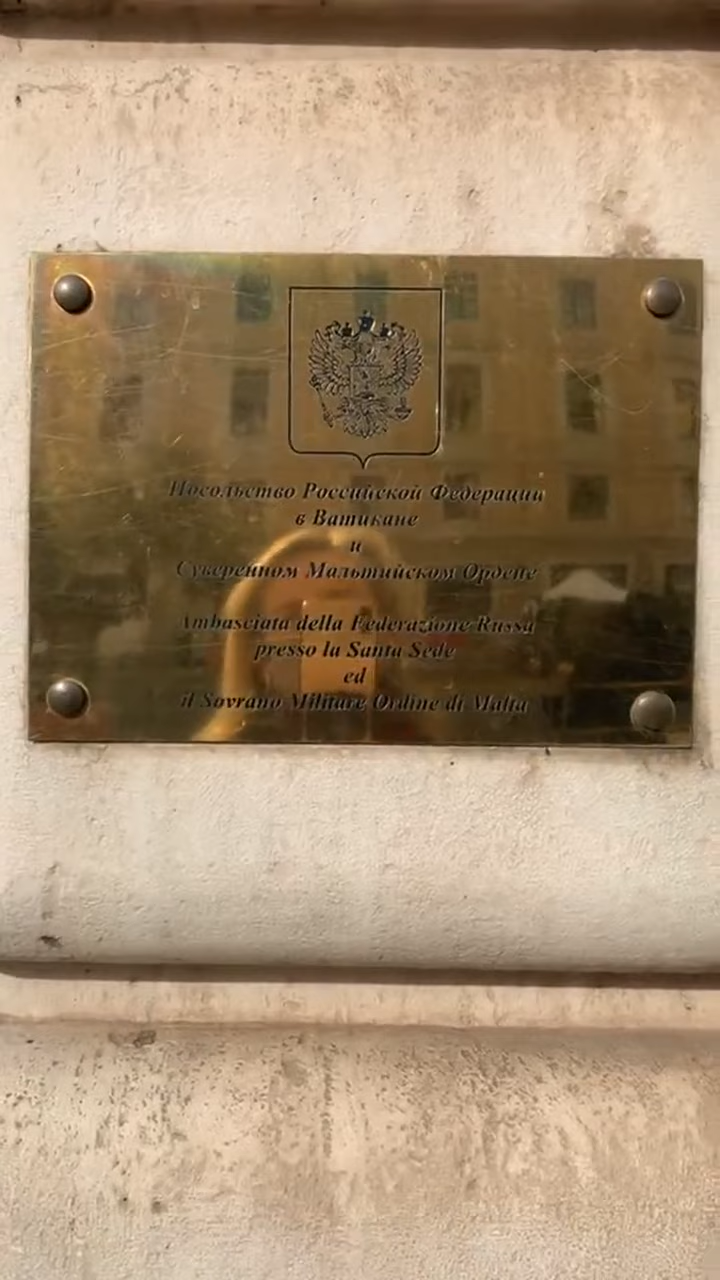 Посольство Российской Федерации
в Ватикане
и
Суверенном Мальтийском Ордене
Ambasciata della Federazione Russa
presso la Santa Sede
ed
il Sovrano Militare Ordine di Malta